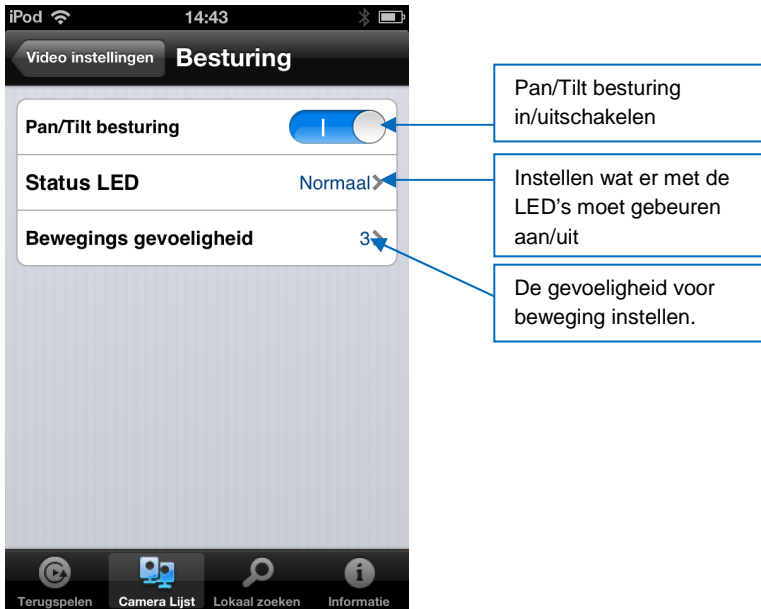 iPod 14:43
Video instellingen Besturing
Pan/Tilt besturing
Status LED Normaal
Bewegings gevoeligheid 3
Pan/Tilt besturing
in/uitschakelen
Instellen wat er met de
LED's moet gebeuren
aan/uit
De gevoeligheid voor
beweging instellen.
Terugspelen Camera Lijst Lokaal zoeken Informatie